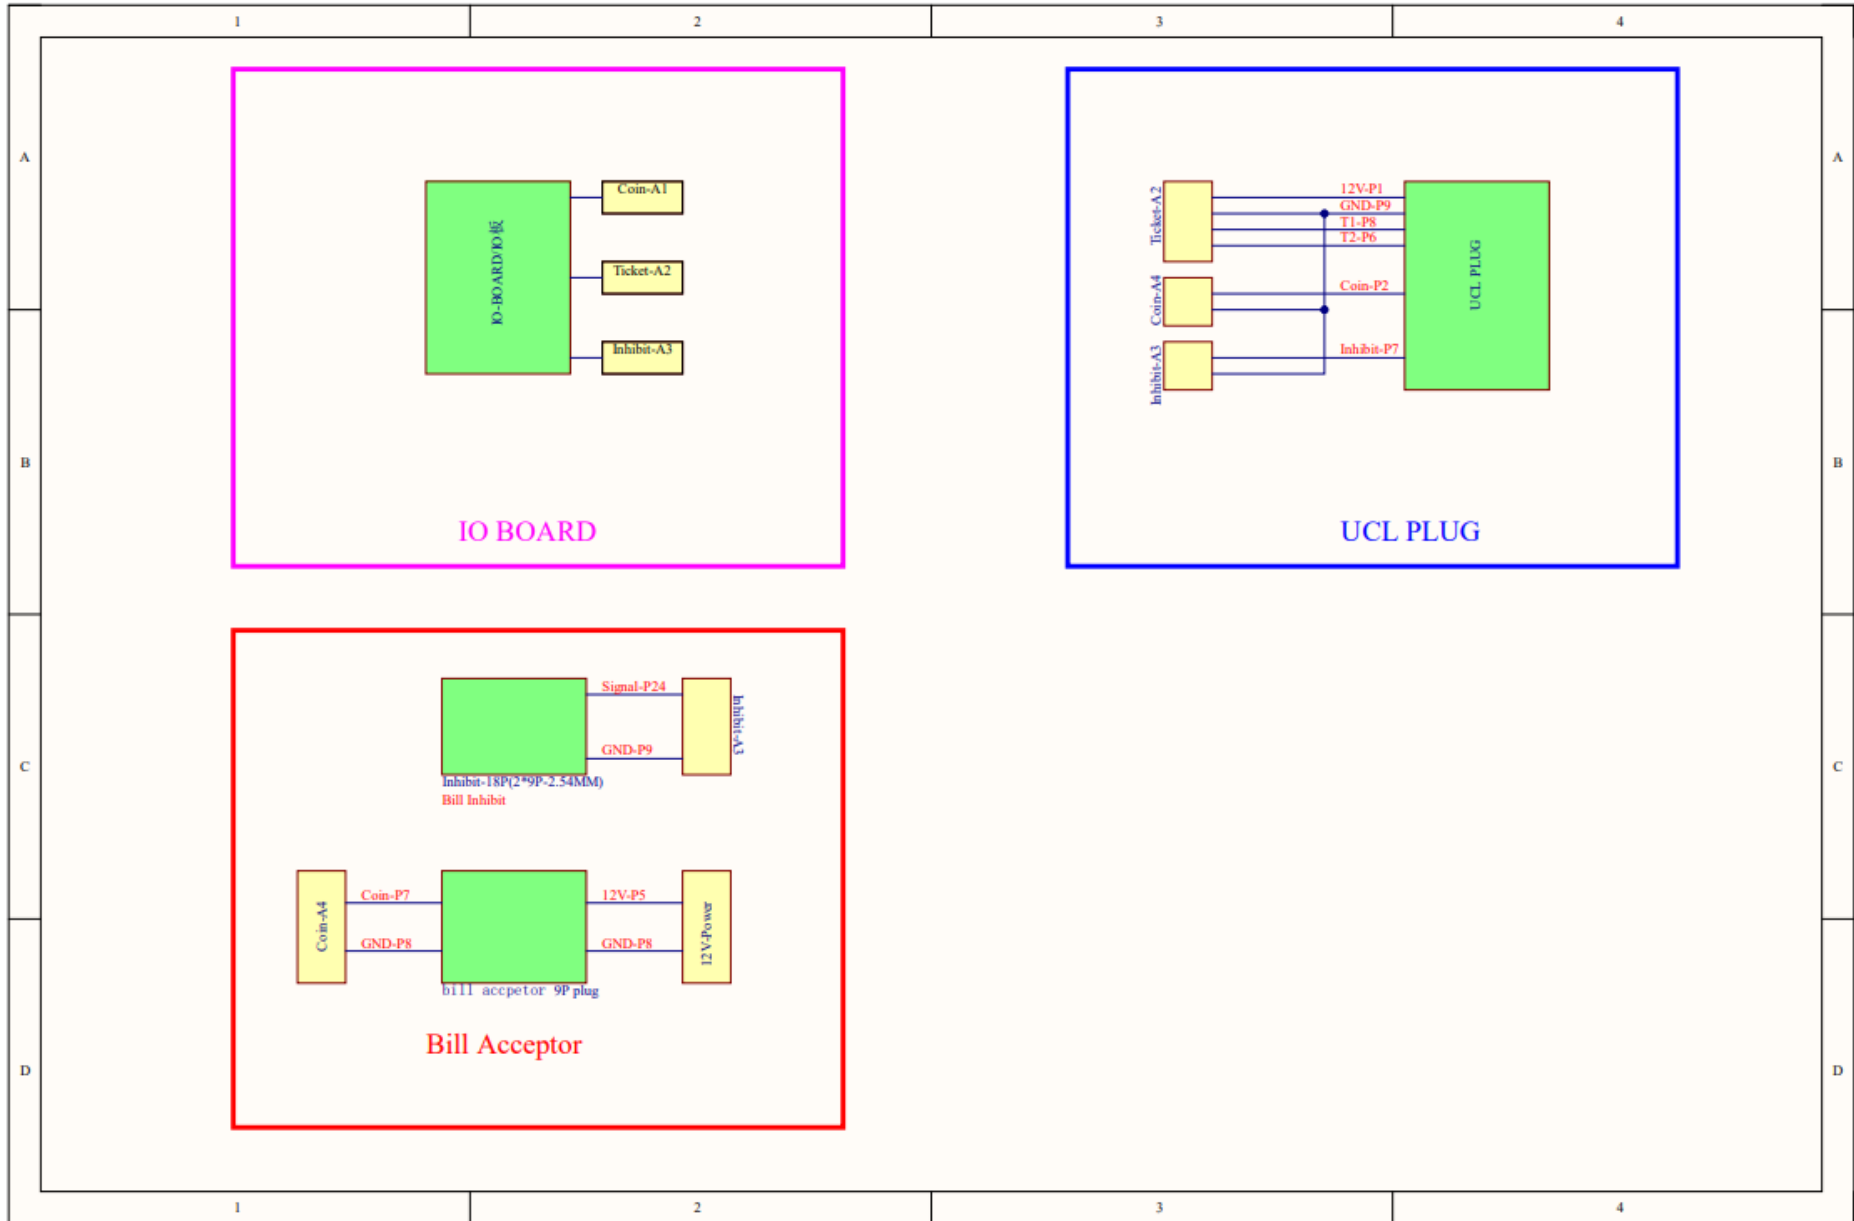 1 2 3 4
A A
Coin-A1
IO-BOARD/IO板
Ticket-A2
Inhibit-A3
IO BOARD
Ticket-A2
12V-P1
GND-P9
T1-P8
T2-P6
Coin-A4
Coin-P2
Inhibit-A3
Inhibit-P7
UCL PLUG
UCL PLUG
B B
Signal-P24
GND-P9
Inhibit-A3
Inhibit-18P(2*9P-2.54MM)
Bill Inhibit
C C
Coin-A4
Coin-P7
GND-P8
12V-P5
GND-P8
12V-Power
bill accpetor 9P plug
Bill Acceptor
D D
1 2 3 4